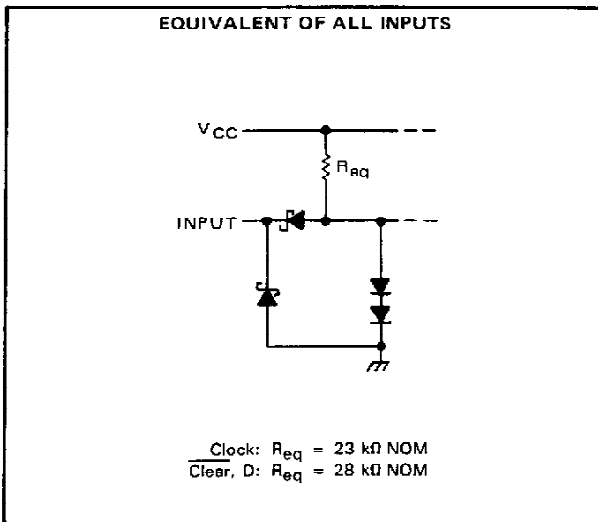 EQUIVALENT OF ALL INPUTS
VCC
Req
INPUT
Clock: Req = 23 kΩ NOM
Clear, D: Req = 28 kΩ NOM